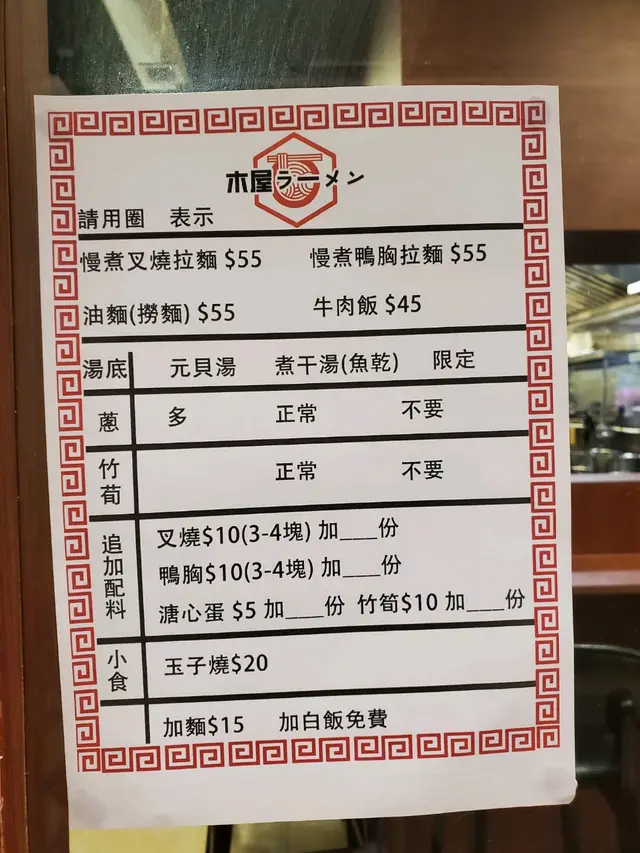 木屋ラーメン
請用圈 表示
慢煮叉燒拉麵 $55 慢煮鴨胸拉麵 $55
油麵(撈麵) $55 牛肉飯 $45
湯底 元貝湯 煮干湯(魚乾) 限定
蔥 多 正常 不要
竹荀 正常 不要
追加配料
叉燒$10(3-4塊) 加___份
鴨胸$10(3-4塊) 加___份
溏心蛋 $5 加___份 竹筍$10 加___份
小食 玉子燒$20
加麵$15 加白飯免費